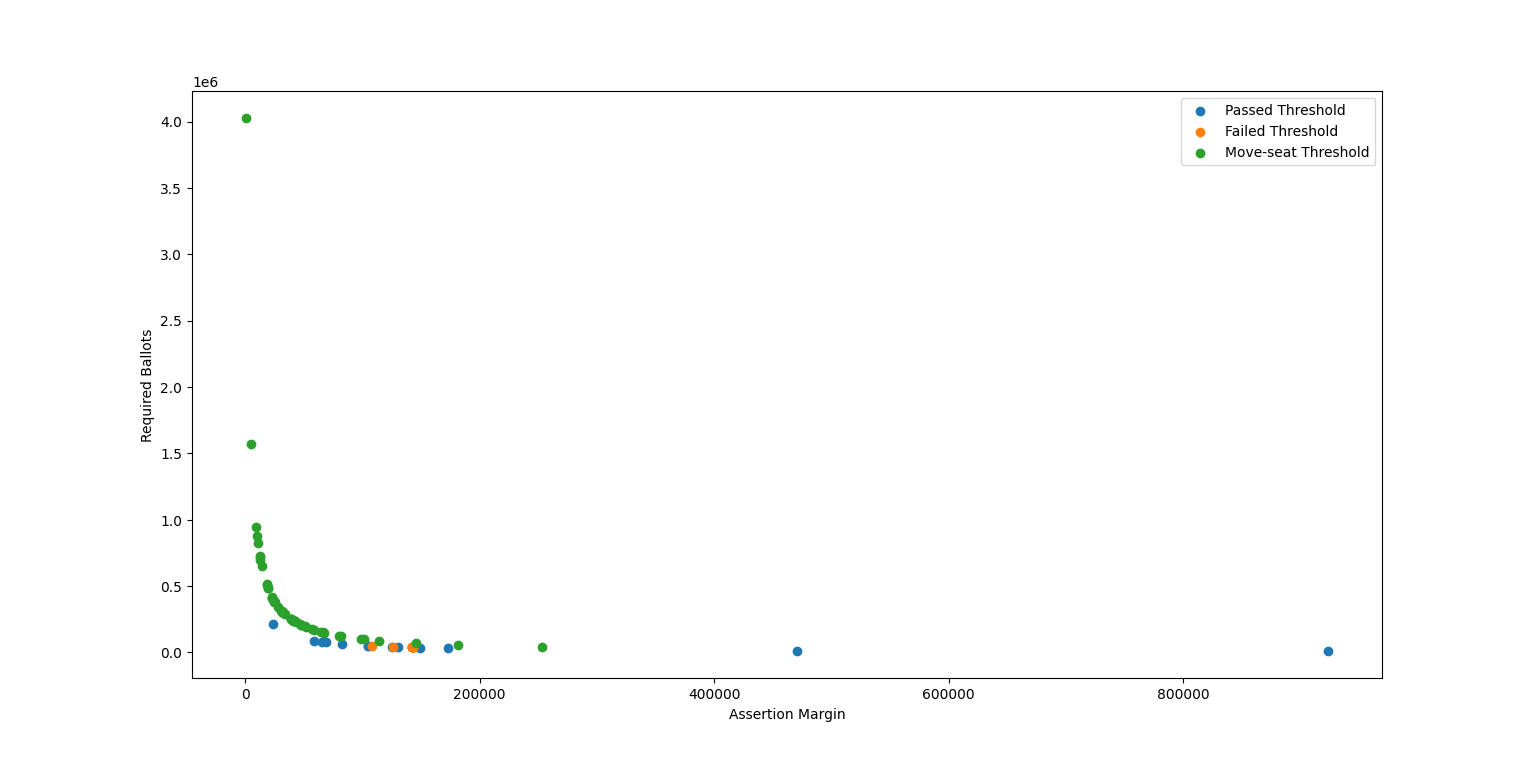 1e6
4.0
3.5
3.0
2.5
2.0
1.5
1.0
0.5
0.0
Required Ballots
0
200000
400000
600000
800000
Assertion Margin
Passed Threshold
Failed Threshold
Move-seat Threshold